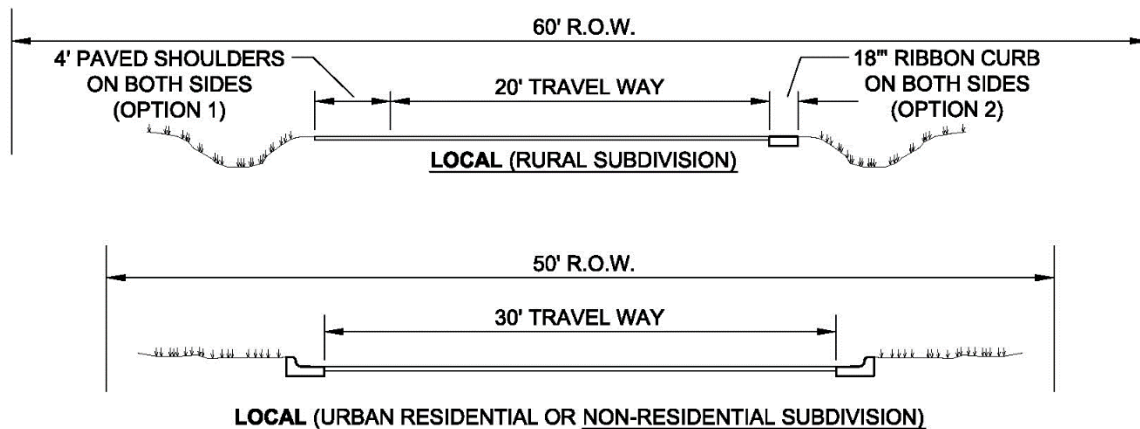 60' R.O.W.
4' PAVED SHOULDERS
ON BOTH SIDES
(OPTION 1)
20' TRAVEL WAY
18'" RIBBON CURB
ON BOTH SIDES
(OPTION 2)
LOCAL (RURAL SUBDIVISION)
50' R.O.W.
30' TRAVEL WAY
LOCAL (URBAN RESIDENTIAL OR NON-RESIDENTIAL SUBDIVISION)